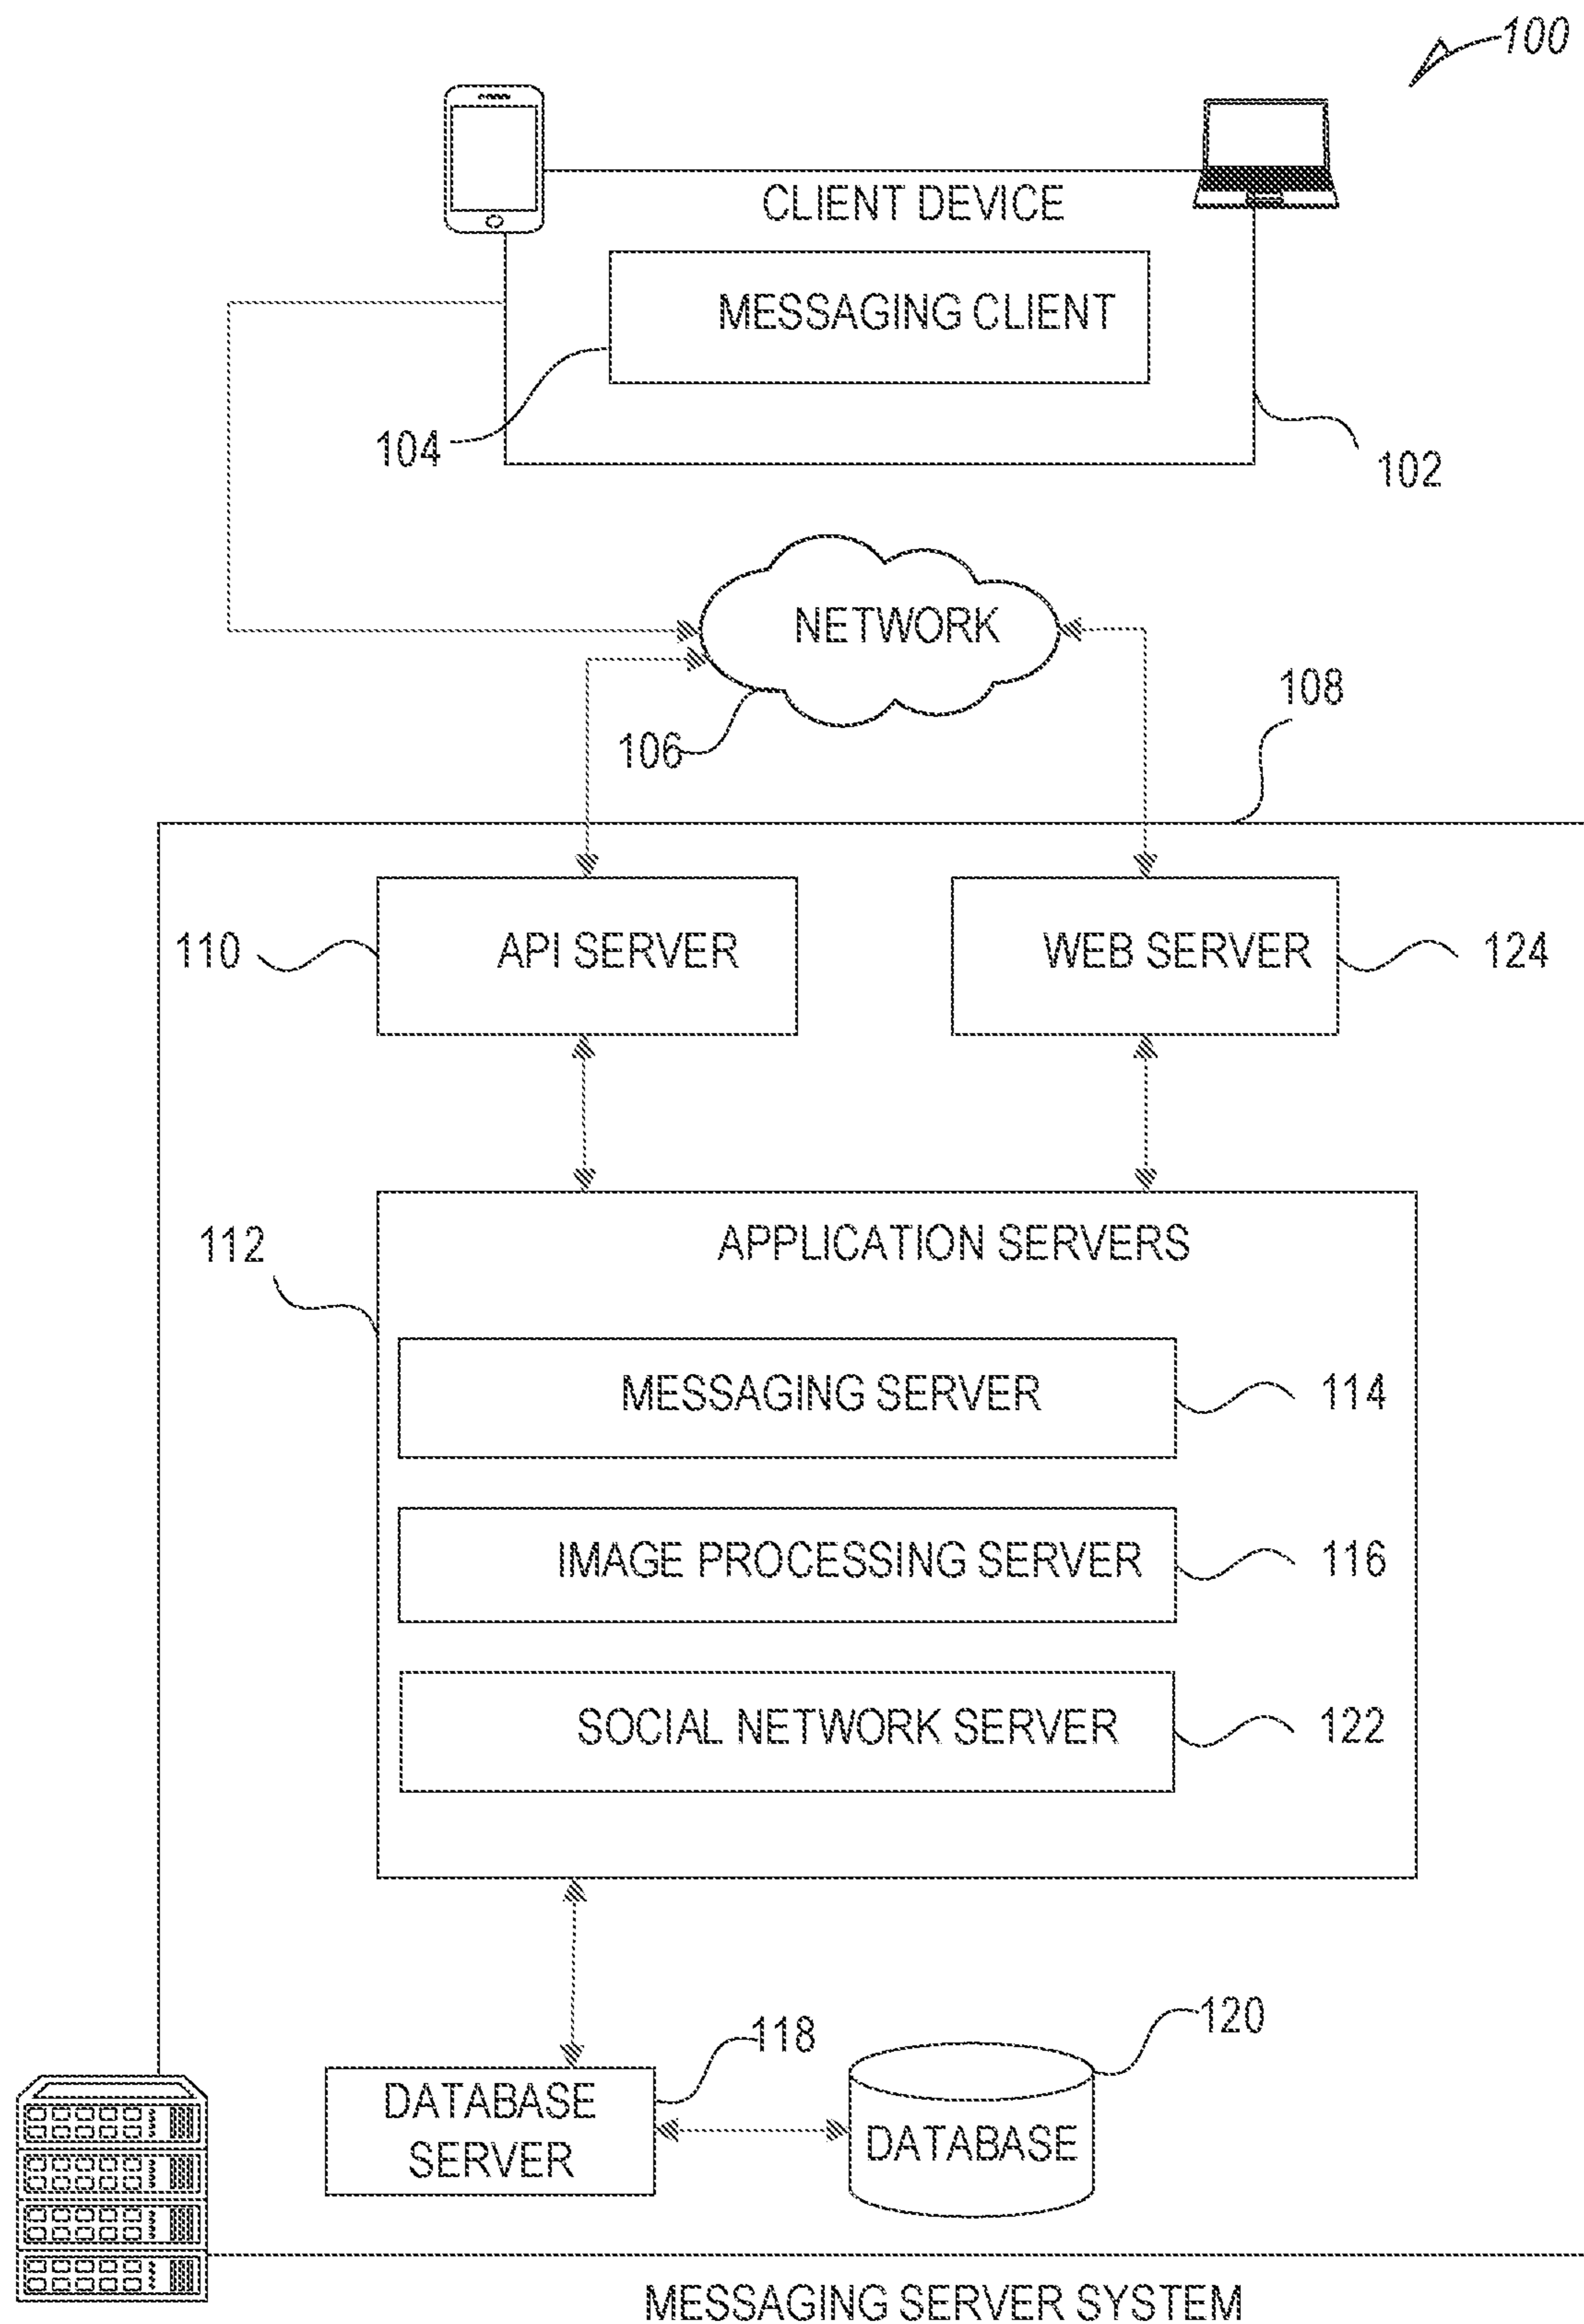 100
CLIENT DEVICE
MESSAGING CLIENT
104
102
NETWORK
106
108
110
API SERVER
WEB SERVER
124
112
APPLICATION SERVERS
MESSAGING SERVER
114
IMAGE PROCESSING SERVER
116
SOCIAL NETWORK SERVER
122
118
120
DATABASE
SERVER
DATABASE
MESSAGING SERVER SYSTEM